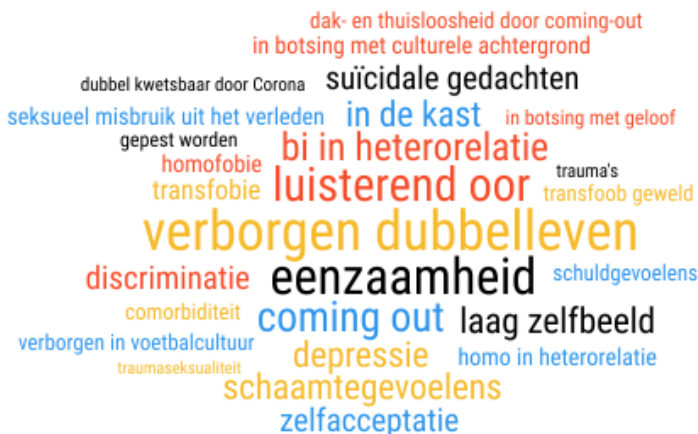 dak- en thuisloosheid door coming-out
in botsing met culturele achtergrond
dubbel kwetsbaar door Corona suïcidale gedachten
seksueel misbruik uit het verleden in de kast in botsing met geloof
gepest worden bi in heterorelatie
homofobie trauma's
transfobie luisterend oor transfoob geweld
verborgen dubbelleven
discriminatie eenzaamheid schuldgevoelens
comorbiditeit coming out laag zelfbeeld
verborgen in voetbalcultuur depressie homo in heterorelatie
traumaseksualiteit
schaamtegevoelens
zelfacceptatie